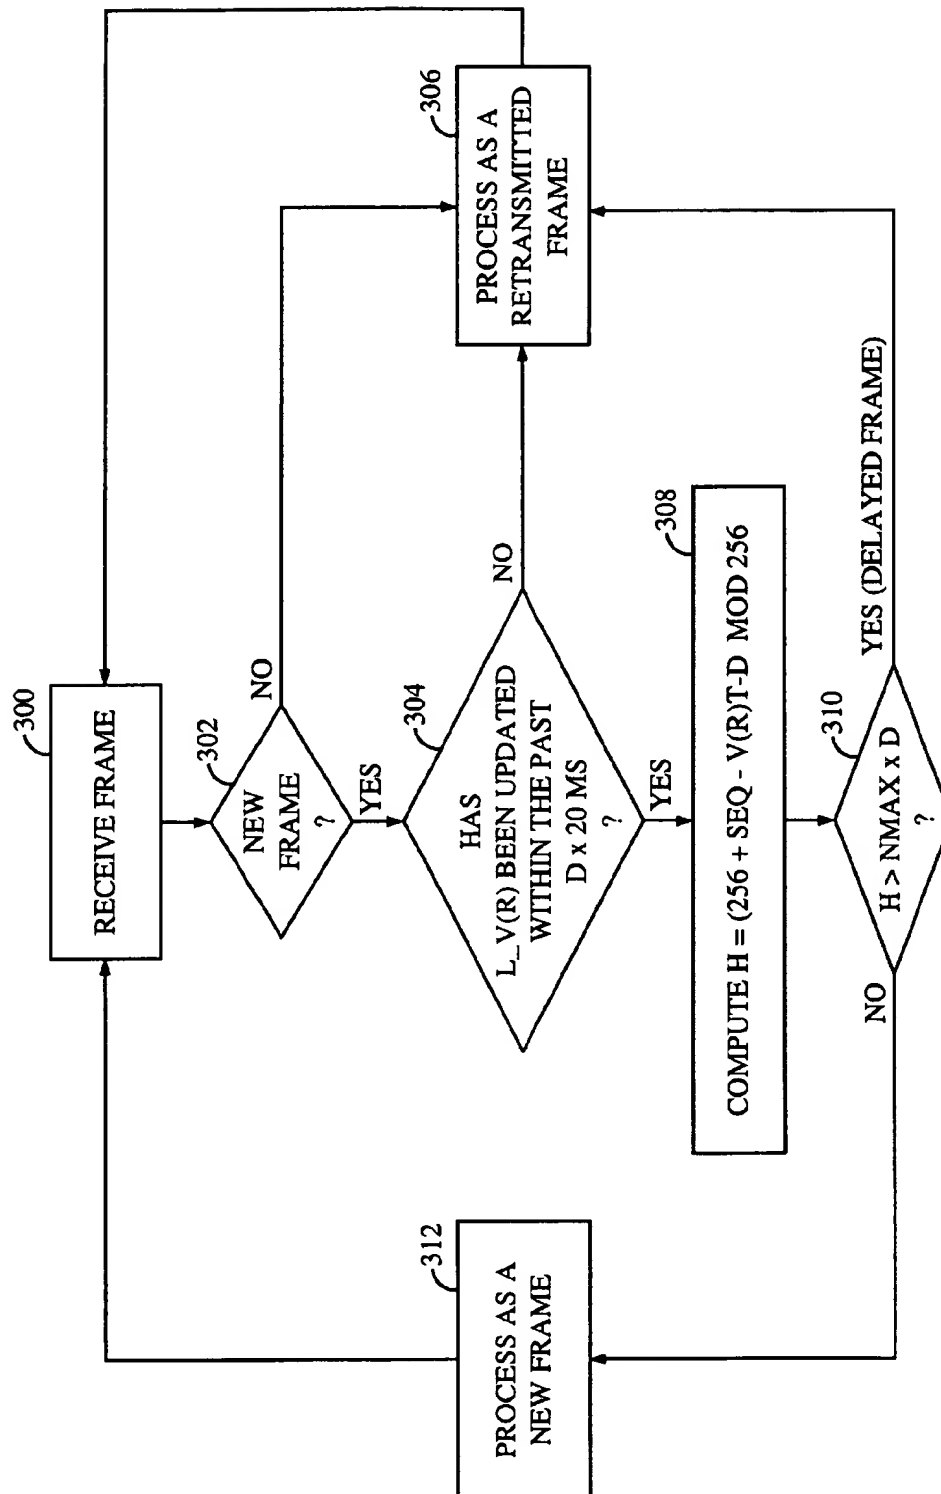 300
RECEIVE FRAME
302
NEW
FRAME
?
NO
YES
304
HAS
L_V(R) BEEN UPDATED
WITHIN THE PAST
D x 20 MS
?
NO
YES
306
PROCESS AS A
RETRANSMITTED
FRAME
308
COMPUTE H = (256 + SEQ - V(R)T-D MOD 256
310
H > NMAX x D
?
YES (DELAYED FRAME)
NO
312
PROCESS AS A
NEW FRAME